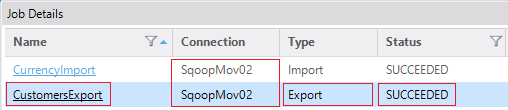 Job Details
Name Connection Type Status
CurrencyImport SqoopMov02 Import SUCCEEDED
CustomersExport SqoopMov02 Export SUCCEEDED